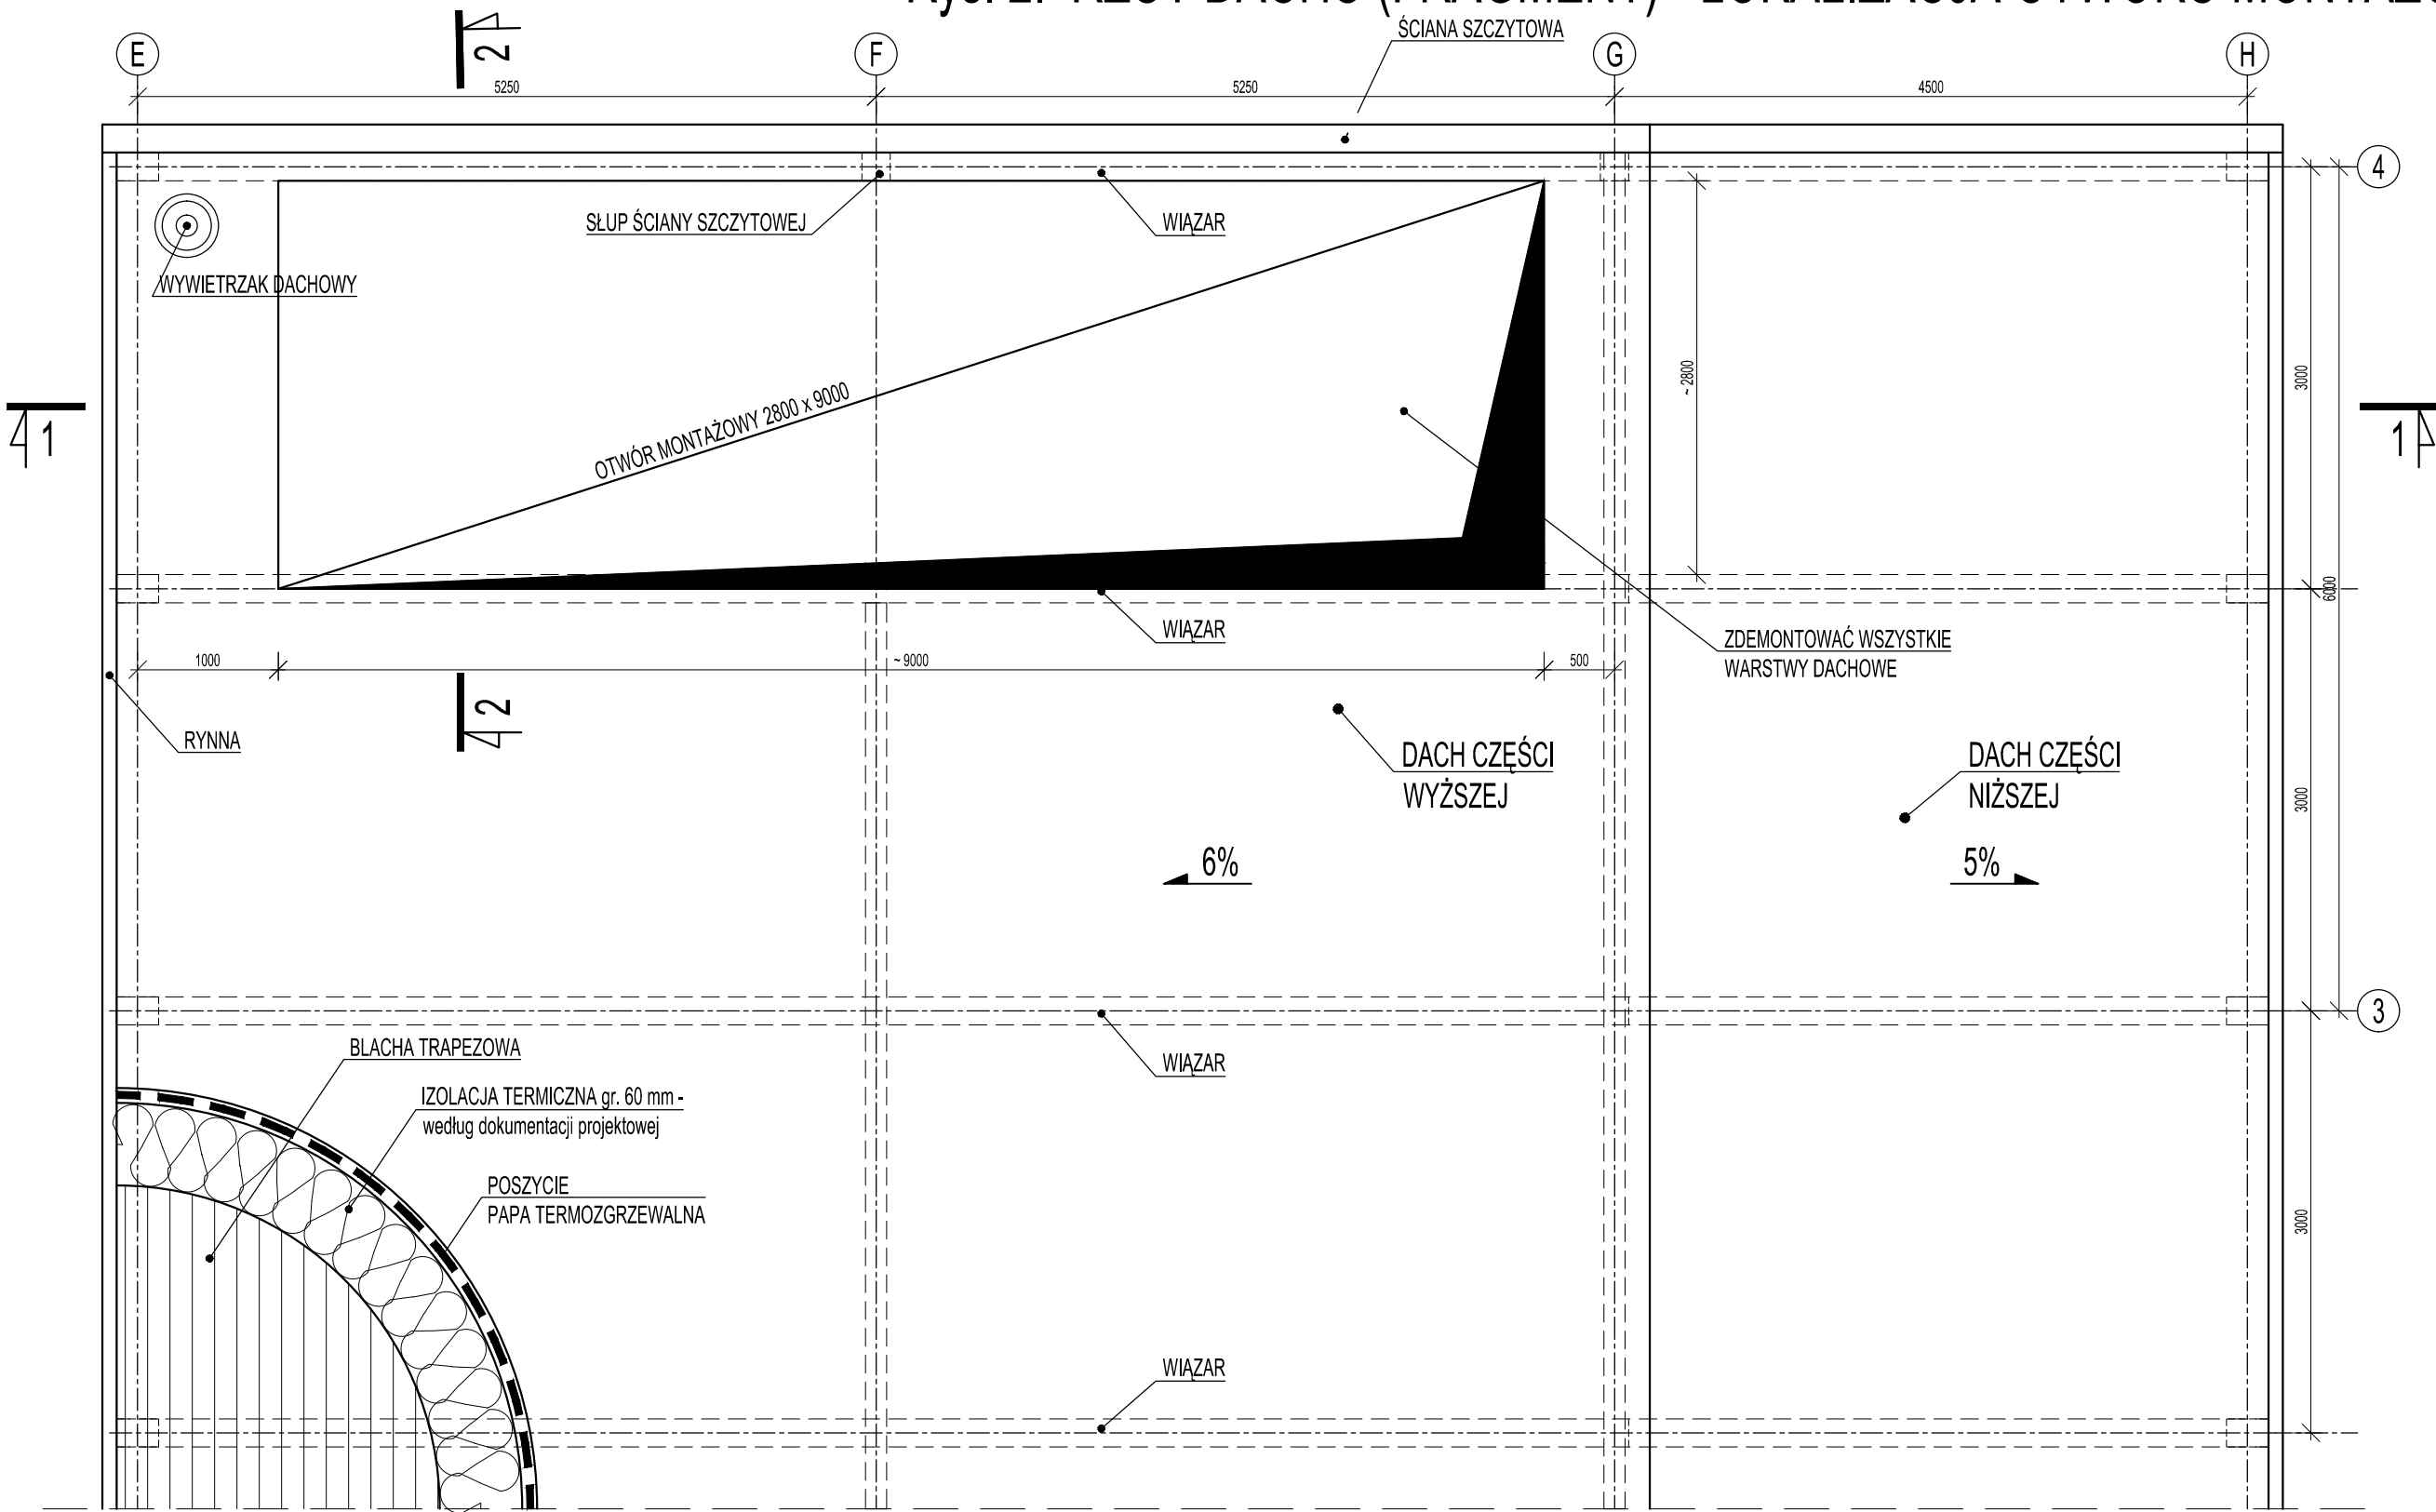 ŚCIANA SZCZYTOWA
E
2
F
G
H
5250
5250
4500
4
SŁUP ŚCIANY SZCZYTOWEJ
WIĄZAR
WYWIETRZAK DACHOWY
~ 2800
3000
OTWÓR MONTAŻOWY 2800 x 9000
1
1
6000
WIĄZAR
ZDEMONTOWAĆ WSZYSTKIE
WARSTWY DACHOWE
1000
~ 9000
500
2
RYNNA
DACH CZĘŚCI
WYŻSZEJ
DACH CZĘŚCI
NIŻSZEJ
3000
6%
5%
3
WIĄZAR
BLACHA TRAPEZOWA
IZOLACJA TERMICZNA gr. 60 mm -
według dokumentacji projektowej
POSZYCIE
PAPA TERMOZGRZEWALNA
3000
WIĄZAR